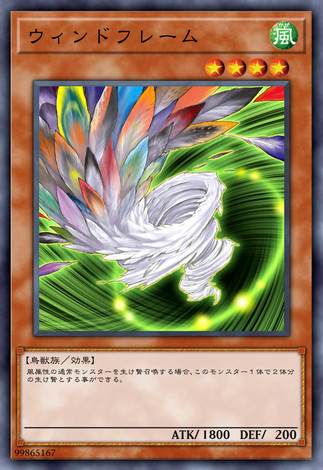 ウィンドフレーム
風
【鳥獣族／効果】
風属性の通常モンスターを生け贄召喚する場合、このモンスター１体で２体分
の生け贄とする事ができる。
ATK/ 1800 DEF/ 200
99865167